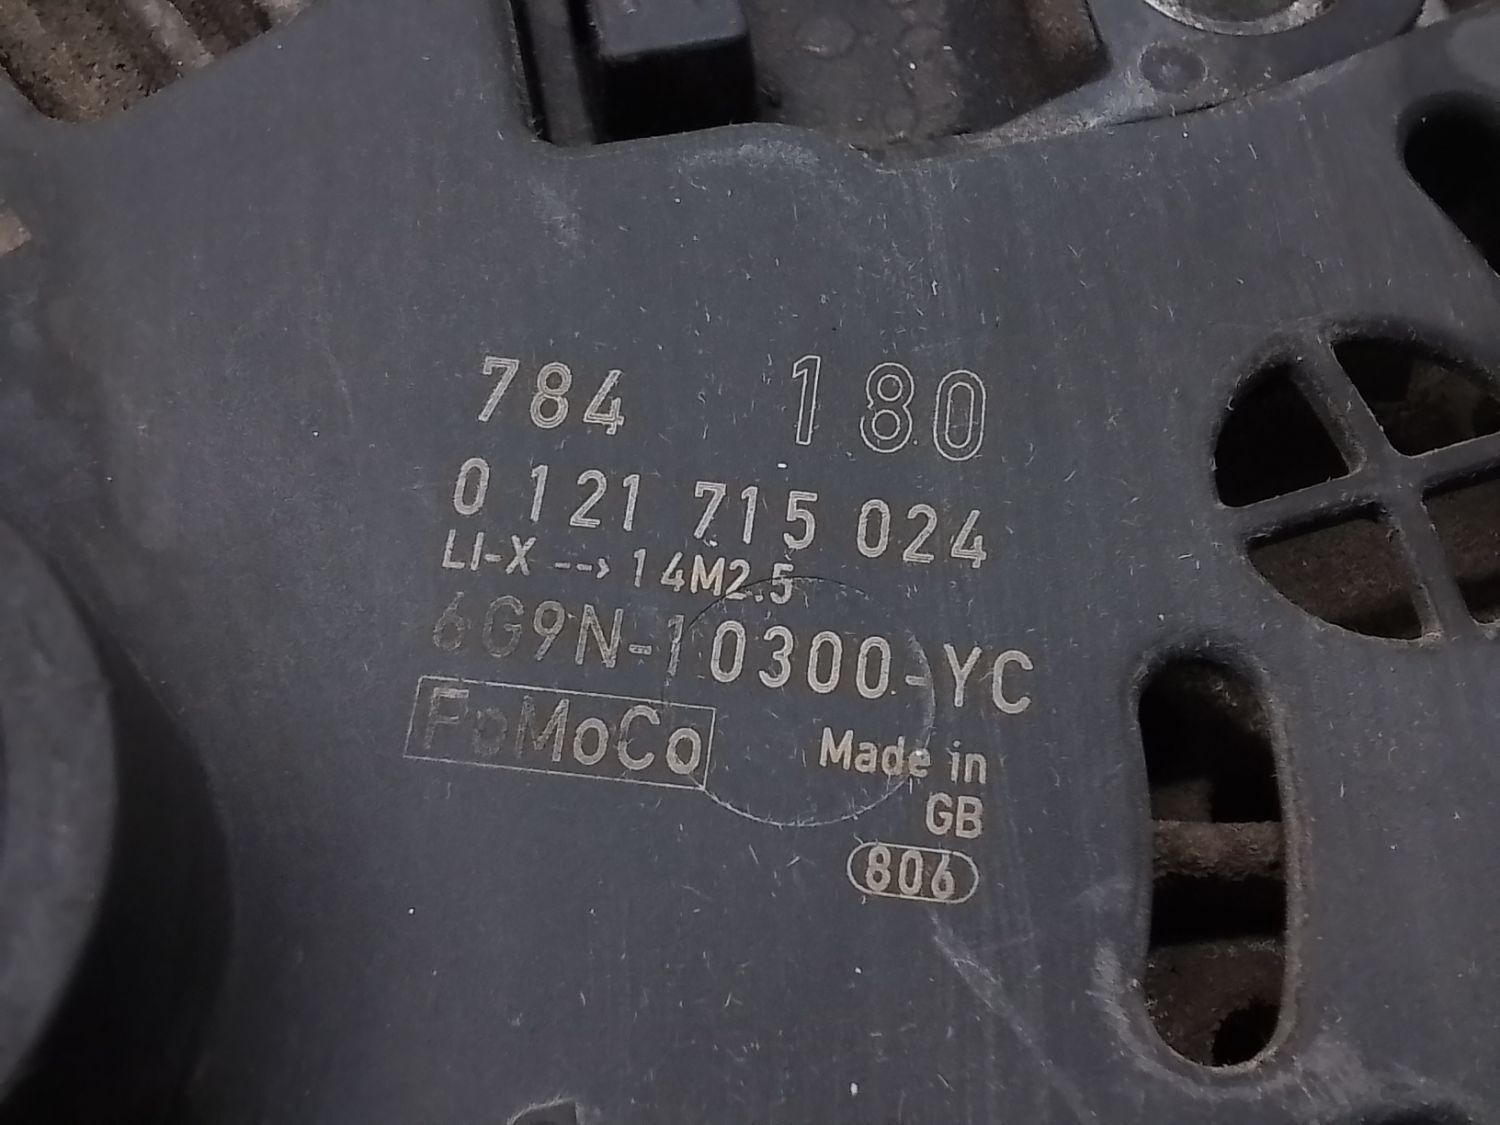 784 180
0 121 715 024
LI-X --> 14M2.5
6G9N-10300-YC
FoMoCo
Made in
GB
806